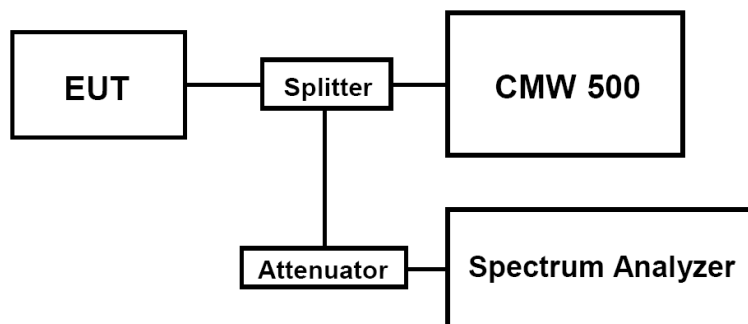 EUT
Splitter
CMW 500
Attenuator
Spectrum Analyzer